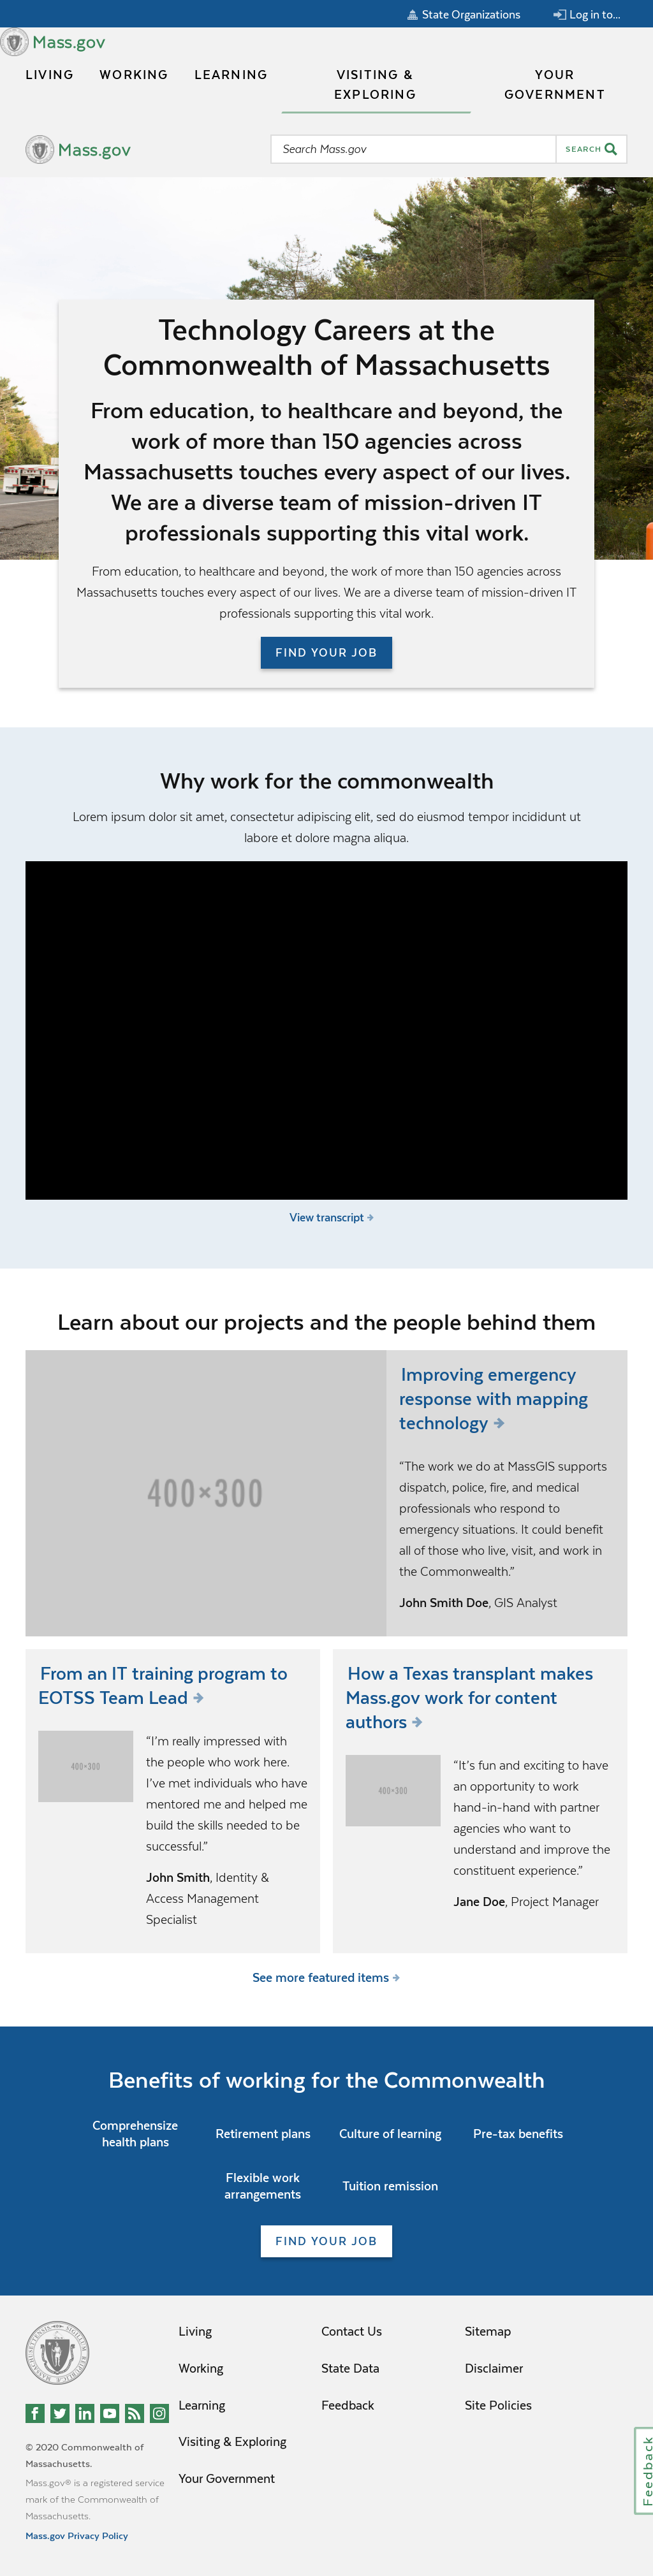 State Organizations
Log in to...
Mass.gov
LIVING
WORKING
LEARNING
VISITING &
EXPLORING
YOUR
GOVERNMENT
Mass.gov
Search Mass.gov
SEARCH
Technology Careers at the
Commonwealth of Massachusetts
From education, to healthcare and beyond, the
work of more than 150 agencies across
Massachusetts touches every aspect of our lives.
We are a diverse team of mission-driven IT
professionals supporting this vital work.
From education, to healthcare and beyond, the work of more than 150 agencies across
Massachusetts touches every aspect of our lives. We are a diverse team of mission-driven IT
professionals supporting this vital work.
FIND YOUR JOB
Why work for the commonwealth
Lorem ipsum dolor sit amet, consectetur adipiscing elit, sed do eiusmod tempor incididunt ut
labore et dolore magna aliqua.
View transcript
Learn about our projects and the people behind them
400×300
Improving emergency
response with mapping
technology
“The work we do at MassGIS supports
dispatch, police, fire, and medical
professionals who respond to
emergency situations. It could benefit
all of those who live, visit, and work in
the Commonwealth.”
John Smith Doe, GIS Analyst
From an IT training program to
EOTSS Team Lead
400×300
“I’m really impressed with
the people who work here.
I’ve met individuals who have
mentored me and helped me
build the skills needed to be
successful.”
John Smith, Identity &
Access Management
Specialist
How a Texas transplant makes
Mass.gov work for content
authors
400×300
“It’s fun and exciting to have
an opportunity to work
hand-in-hand with partner
agencies who want to
understand and improve the
constituent experience.”
Jane Doe, Project Manager
See more featured items
Benefits of working for the Commonwealth
Comprehensize
health plans
Retirement plans
Culture of learning
Pre-tax benefits
Flexible work
arrangements
Tuition remission
FIND YOUR JOB
Living
Working
Learning
Visiting & Exploring
Your Government
Contact Us
State Data
Feedback
Sitemap
Disclaimer
Site Policies
© 2020 Commonwealth of
Massachusetts.
Mass.gov® is a registered service
mark of the Commonwealth of
Massachusetts.
Mass.gov Privacy Policy
Feedback